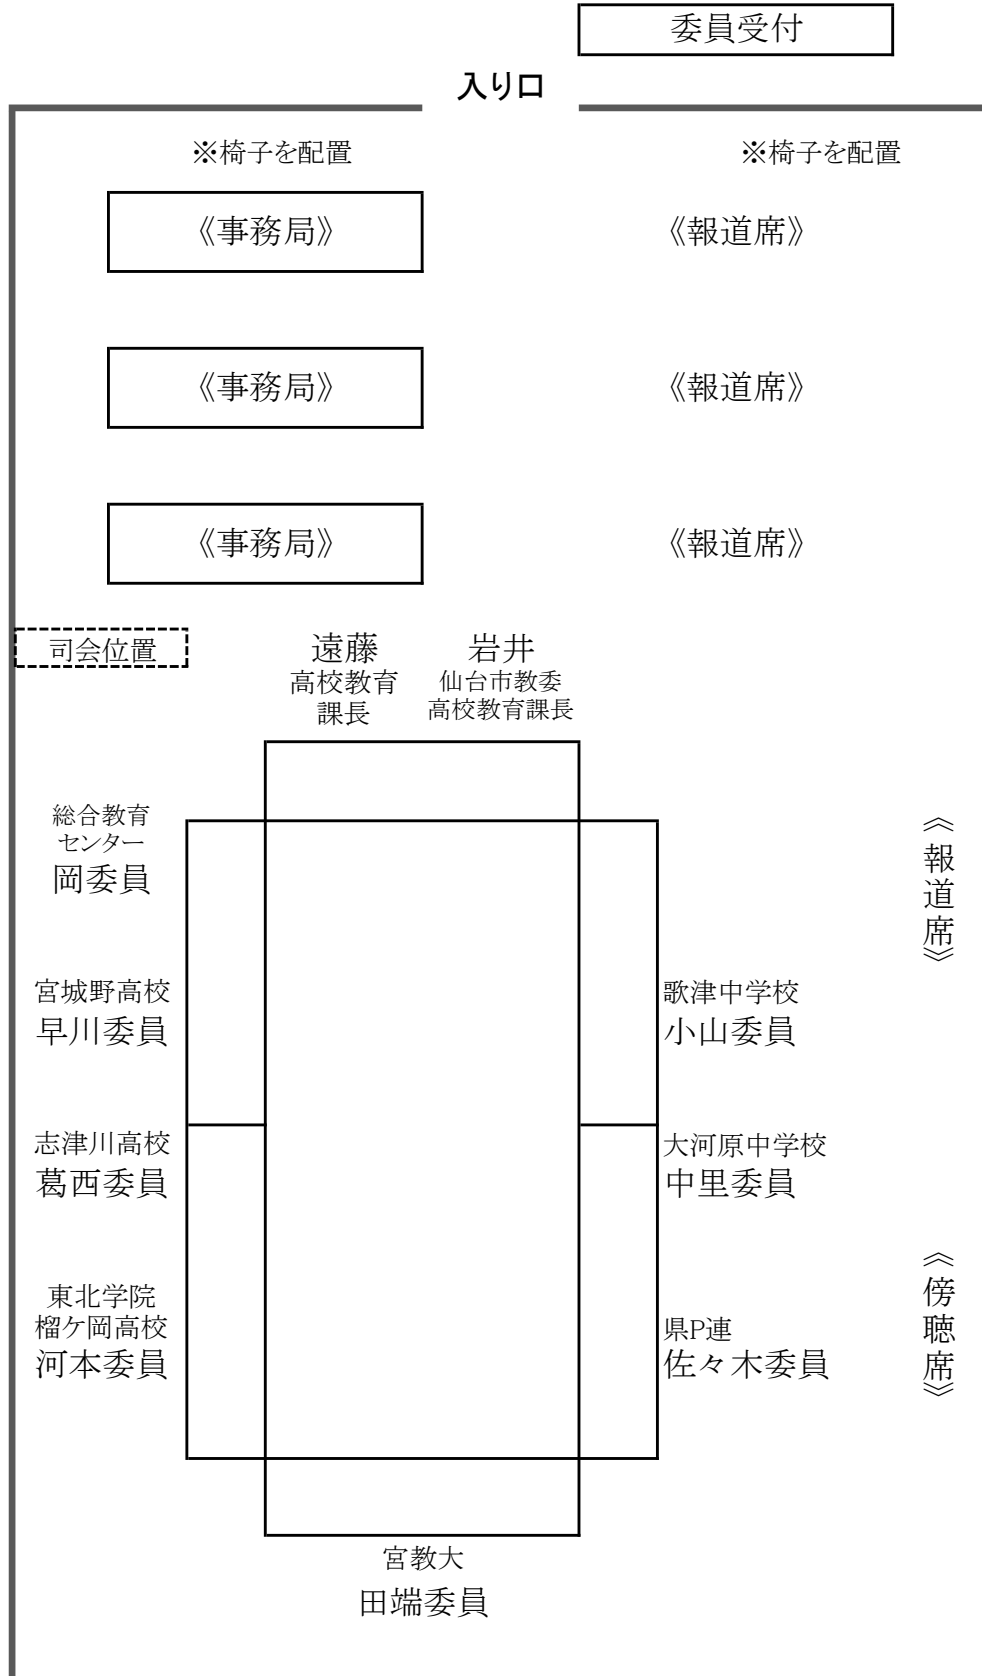 委員受付
入り口
※椅子を配置
※椅子を配置
《事務局》
《報道席》
《事務局》
《報道席》
《事務局》
《報道席》
司会位置
遠藤
高校教育
課長
岩井
仙台市教委
高校教育課長
総合教育
センター
岡委員
《報道席》
宮城野高校
早川委員
歌津中学校
小山委員
志津川高校
葛西委員
大河原中学校
中里委員
東北学院
榴ケ岡高校
河本委員
県P連
佐々木委員
《傍聴席》
宮教大
田端委員